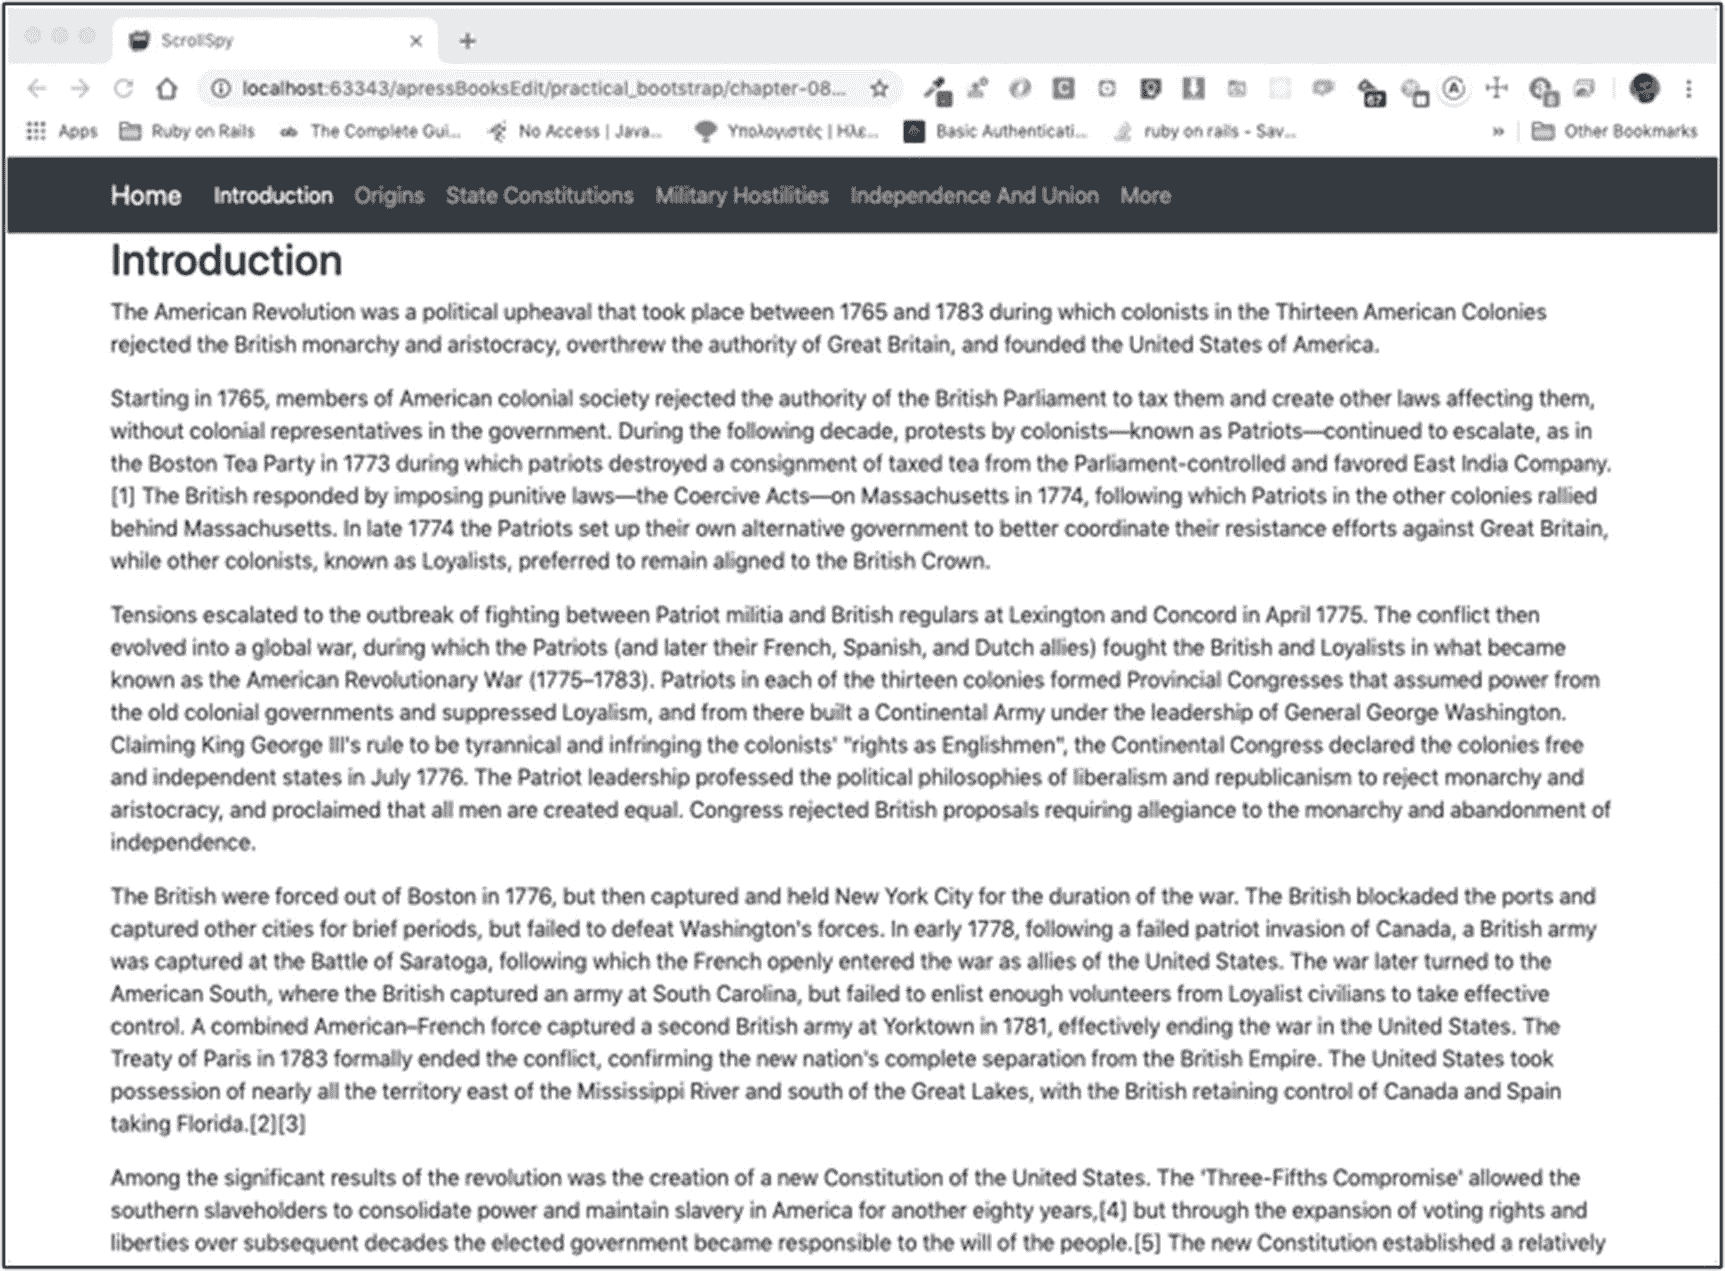 ScrollSpy
localhost:63343/apressBooksEdit/practical_bootstrap/chapter-08...
67
Apps Ruby on Rails The Complete Gui... No Access | Java... Υπολογιστές | Ηλε... Basic Authenticati... ruby on rails - Sav... » Other Bookmarks
Home Introduction Origins State Constitutions Military Hostilities Independence And Union More
Introduction
The American Revolution was a political upheaval that took place between 1765 and 1783 during which colonists in the Thirteen American Colonies
rejected the British monarchy and aristocracy, overthrew the authority of Great Britain, and founded the United States of America.
Starting in 1765, members of American colonial society rejected the authority of the British Parliament to tax them and create other laws affecting them,
without colonial representatives in the government. During the following decade, protests by colonists—known as Patriots—continued to escalate, as in
the Boston Tea Party in 1773 during which patriots destroyed a consignment of taxed tea from the Parliament-controlled and favored East India Company.
[1] The British responded by imposing punitive laws—the Coercive Acts—on Massachusetts in 1774, following which Patriots in the other colonies rallied
behind Massachusetts. In late 1774 the Patriots set up their own alternative government to better coordinate their resistance efforts against Great Britain,
while other colonists, known as Loyalists, preferred to remain aligned to the British Crown.
Tensions escalated to the outbreak of fighting between Patriot militia and British regulars at Lexington and Concord in April 1775. The conflict then
evolved into a global war, during which the Patriots (and later their French, Spanish, and Dutch allies) fought the British and Loyalists in what became
known as the American Revolutionary War (1775–1783). Patriots in each of the thirteen colonies formed Provincial Congresses that assumed power from
the old colonial governments and suppressed Loyalism, and from there built a Continental Army under the leadership of General George Washington.
Claiming King George III's rule to be tyrannical and infringing the colonists' "rights as Englishmen", the Continental Congress declared the colonies free
and independent states in July 1776. The Patriot leadership professed the political philosophies of liberalism and republicanism to reject monarchy and
aristocracy, and proclaimed that all men are created equal. Congress rejected British proposals requiring allegiance to the monarchy and abandonment of
independence.
The British were forced out of Boston in 1776, but then captured and held New York City for the duration of the war. The British blockaded the ports and
captured other cities for brief periods, but failed to defeat Washington's forces. In early 1778, following a failed patriot invasion of Canada, a British army
was captured at the Battle of Saratoga, following which the French openly entered the war as allies of the United States. The war later turned to the
American South, where the British captured an army at South Carolina, but failed to enlist enough volunteers from Loyalist civilians to take effective
control. A combined American–French force captured a second British army at Yorktown in 1781, effectively ending the war in the United States. The
Treaty of Paris in 1783 formally ended the conflict, confirming the new nation's complete separation from the British Empire. The United States took
possession of nearly all the territory east of the Mississippi River and south of the Great Lakes, with the British retaining control of Canada and Spain
taking Florida.[2][3]
Among the significant results of the revolution was the creation of a new Constitution of the United States. The 'Three-Fifths Compromise' allowed the
southern slaveholders to consolidate power and maintain slavery in America for another eighty years,[4] but through the expansion of voting rights and
liberties over subsequent decades the elected government became responsible to the will of the people.[5] The new Constitution established a relatively